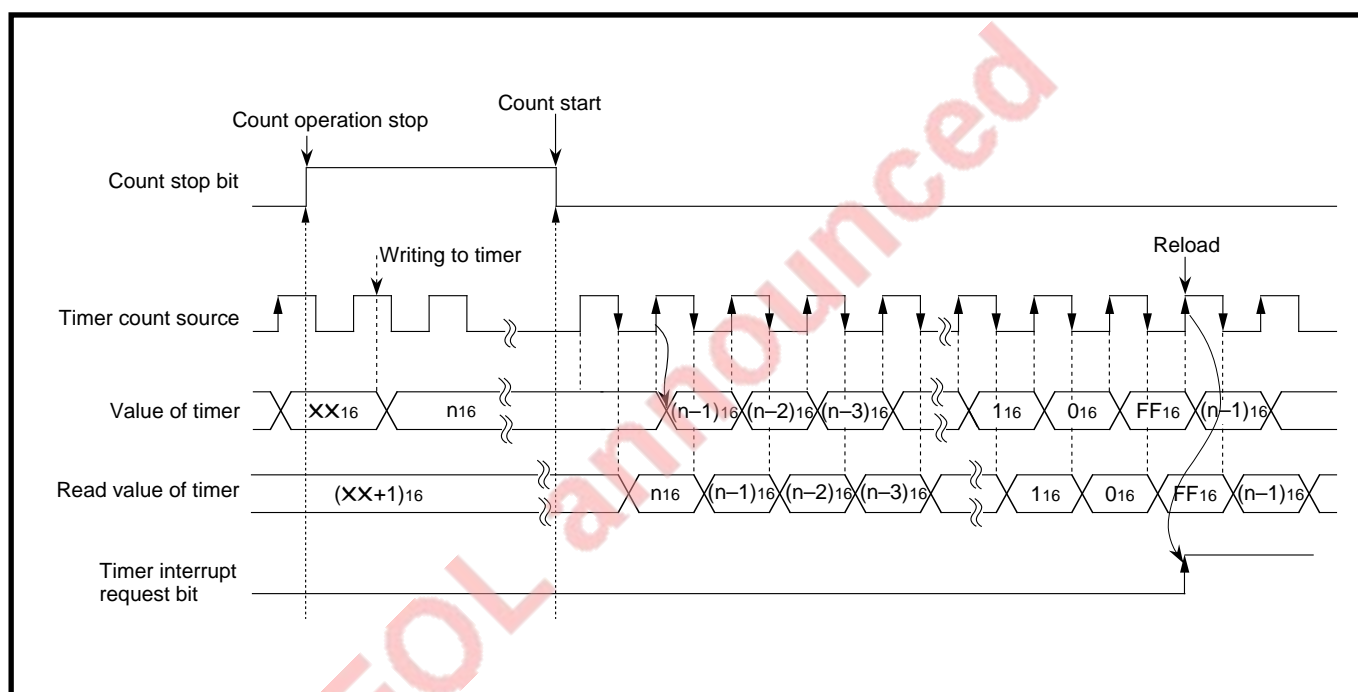 Count start
Count operation stop
Count stop bit
Writing to timer
Reload
Timer count source
Value of timer
XX16 n16 (n–1)16 (n–2)16 (n–3)16 116 016 FF16 (n–1)16
Read value of timer
(XX+1)16 n16 (n–1)16 (n–2)16 (n–3)16 116 016 FF16 (n–1)16
Timer interrupt
request bit
EOL announced